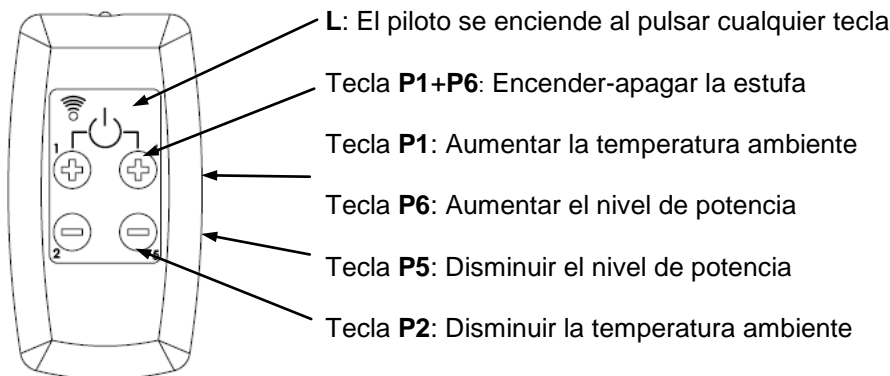 L: El piloto se enciende al pulsar cualquier tecla
Tecla P1+P6: Encender-apagar la estufa
Tecla P1: Aumentar la temperatura ambiente
Tecla P6: Aumentar el nivel de potencia
Tecla P5: Disminuir el nivel de potencia
Tecla P2: Disminuir la temperatura ambiente
1
2